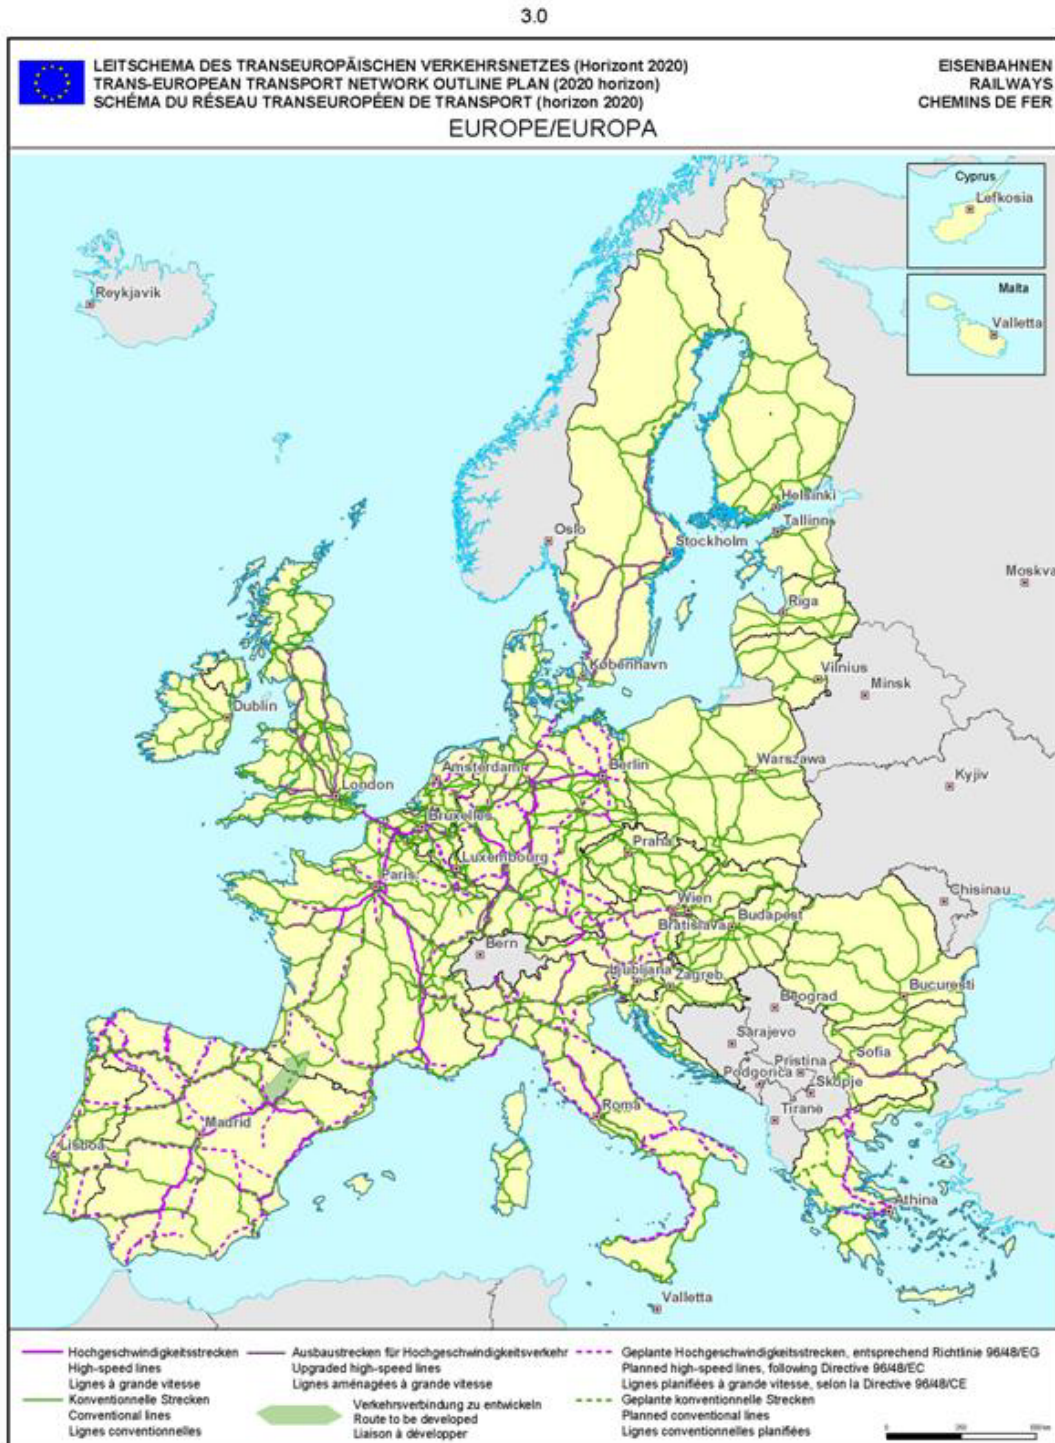 3.0
LEITSCHEMA DES TRANSEUROPÄISCHEN VERKEHRSNETZES (Horizont 2020)
TRANS-EUROPEAN TRANSPORT NETWORK OUTLINE PLAN (2020 horizon)
SCHÉMA DU RÉSEAU TRANSEUROPÉEN DE TRANSPORT (horizon 2020)
EISENBAHNEN
RAILWAYS
CHEMINS DE FER
EUROPE/EUROPA
Cyprus
Lefkosia
Malta
Valletta
Reykjavik
Helsinki
Tallinn
Oslo
Stockholm
Moskva
Riga
København
Vilnius
Minsk
Dublin
Amsterdam
Berlin
Warszawa
London
Kyjiv
Bruxelles
Praha
Luxembourg
Paris
Wien
Chisinau
Budapest
Bratislava
Bern
Ljubljana
Zagreb
Beograd
Bucuresti
Sarajevo
Pristina
Sofia
Podgorica
Skopje
Tirane
Roma
Madrid
Lisboa
Athina
Valletta
Hochgeschwindigkeitsstrecken
High-speed lines
Lignes à grande vitesse
Konventionnelle Strecken
Conventional lines
Lignes conventionnelles
Ausbaustrecken für Hochgeschwindigkeitsverkehr
Upgraded high-speed lines
Lignes aménagées à grande vitesse
Verkehrsverbindung zu entwickeln
Route to be developed
Liaison à développer
Geplante Hochgeschwindigkeitsstrecken, entsprechend Richtlinie 96/48/EG
Planned high-speed lines, following Directive 96/48/EC
Lignes planifiées à grande vitesse, selon la Directive 96/48/CE
Geplante konventionelle Strecken
Planned conventional lines
Lignes conventionnelles planifiées